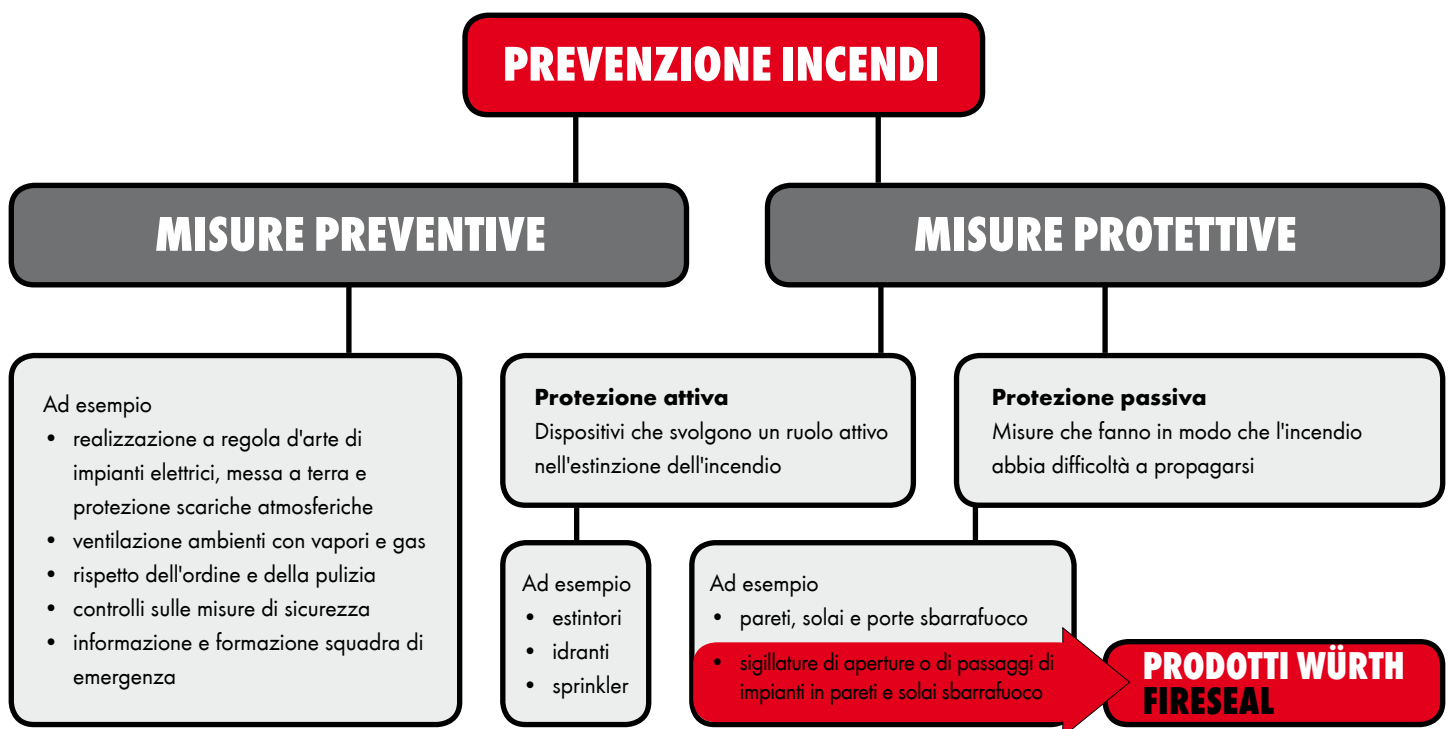 PREVENZIONE INCENDI
MISURE PREVENTIVE
MISURE PROTETTIVE
Ad esempio
• realizzazione a regola d'arte di
impianti elettrici, messa a terra e
protezione scariche atmosferiche
• ventilazione ambienti con vapori e gas
• rispetto dell'ordine e della pulizia
• controlli sulle misure di sicurezza
• informazione e formazione squadra di
emergenza
Protezione attiva
Dispositivi che svolgono un ruolo attivo
nell'estinzione dell'incendio
Ad esempio
• estintori
• idranti
• sprinkler
Protezione passiva
Misure che fanno in modo che l'incendio
abbia difficoltà a propagarsi
Ad esempio
• pareti, solai e porte sbarrafuoco
• sigillature di aperture o di passaggi di
impianti in pareti e solai sbarrafuoco
PRODOTTI WÜRTH
FIRESEAL